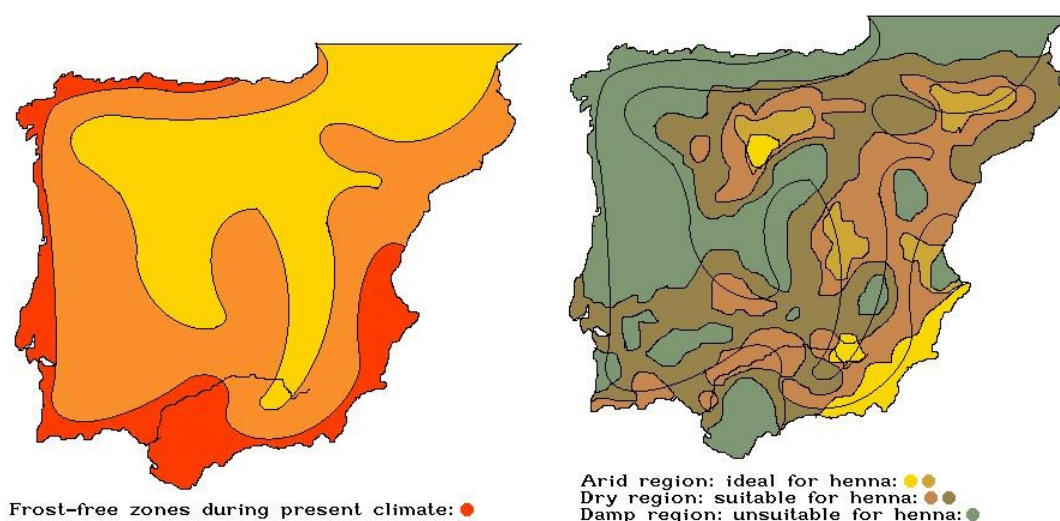 Frost-free zones during present climate:
Arid region: ideal for henna:
Dry region: suitable for henna:
Damp region: unsuitable for henna: